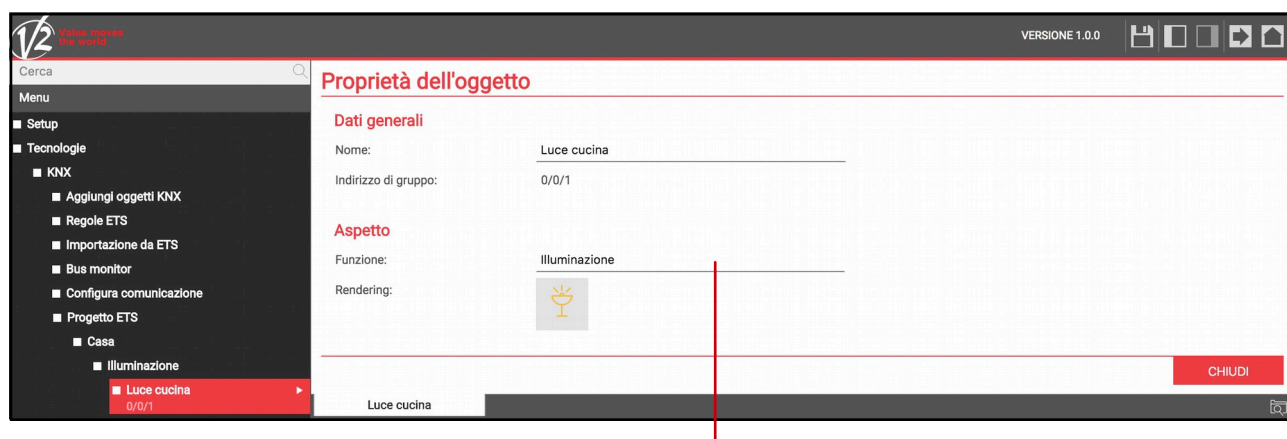 V2 Value moves
the world
VERSIONE 1.0.0
Cerca
Menu
Setup
Tecnologie
KNX
Aggiungi oggetti KNX
Regole ETS
Importazione da ETS
Bus monitor
Configura comunicazione
Progetto ETS
Casa
Illuminazione
Luce cucina
0/0/1
Proprietà dell'oggetto
Dati generali
Nome: Luce cucina
Indirizzo di gruppo: 0/0/1
Aspetto
Funzione: Illuminazione
Rendering:
CHIUDI
Luce cucina